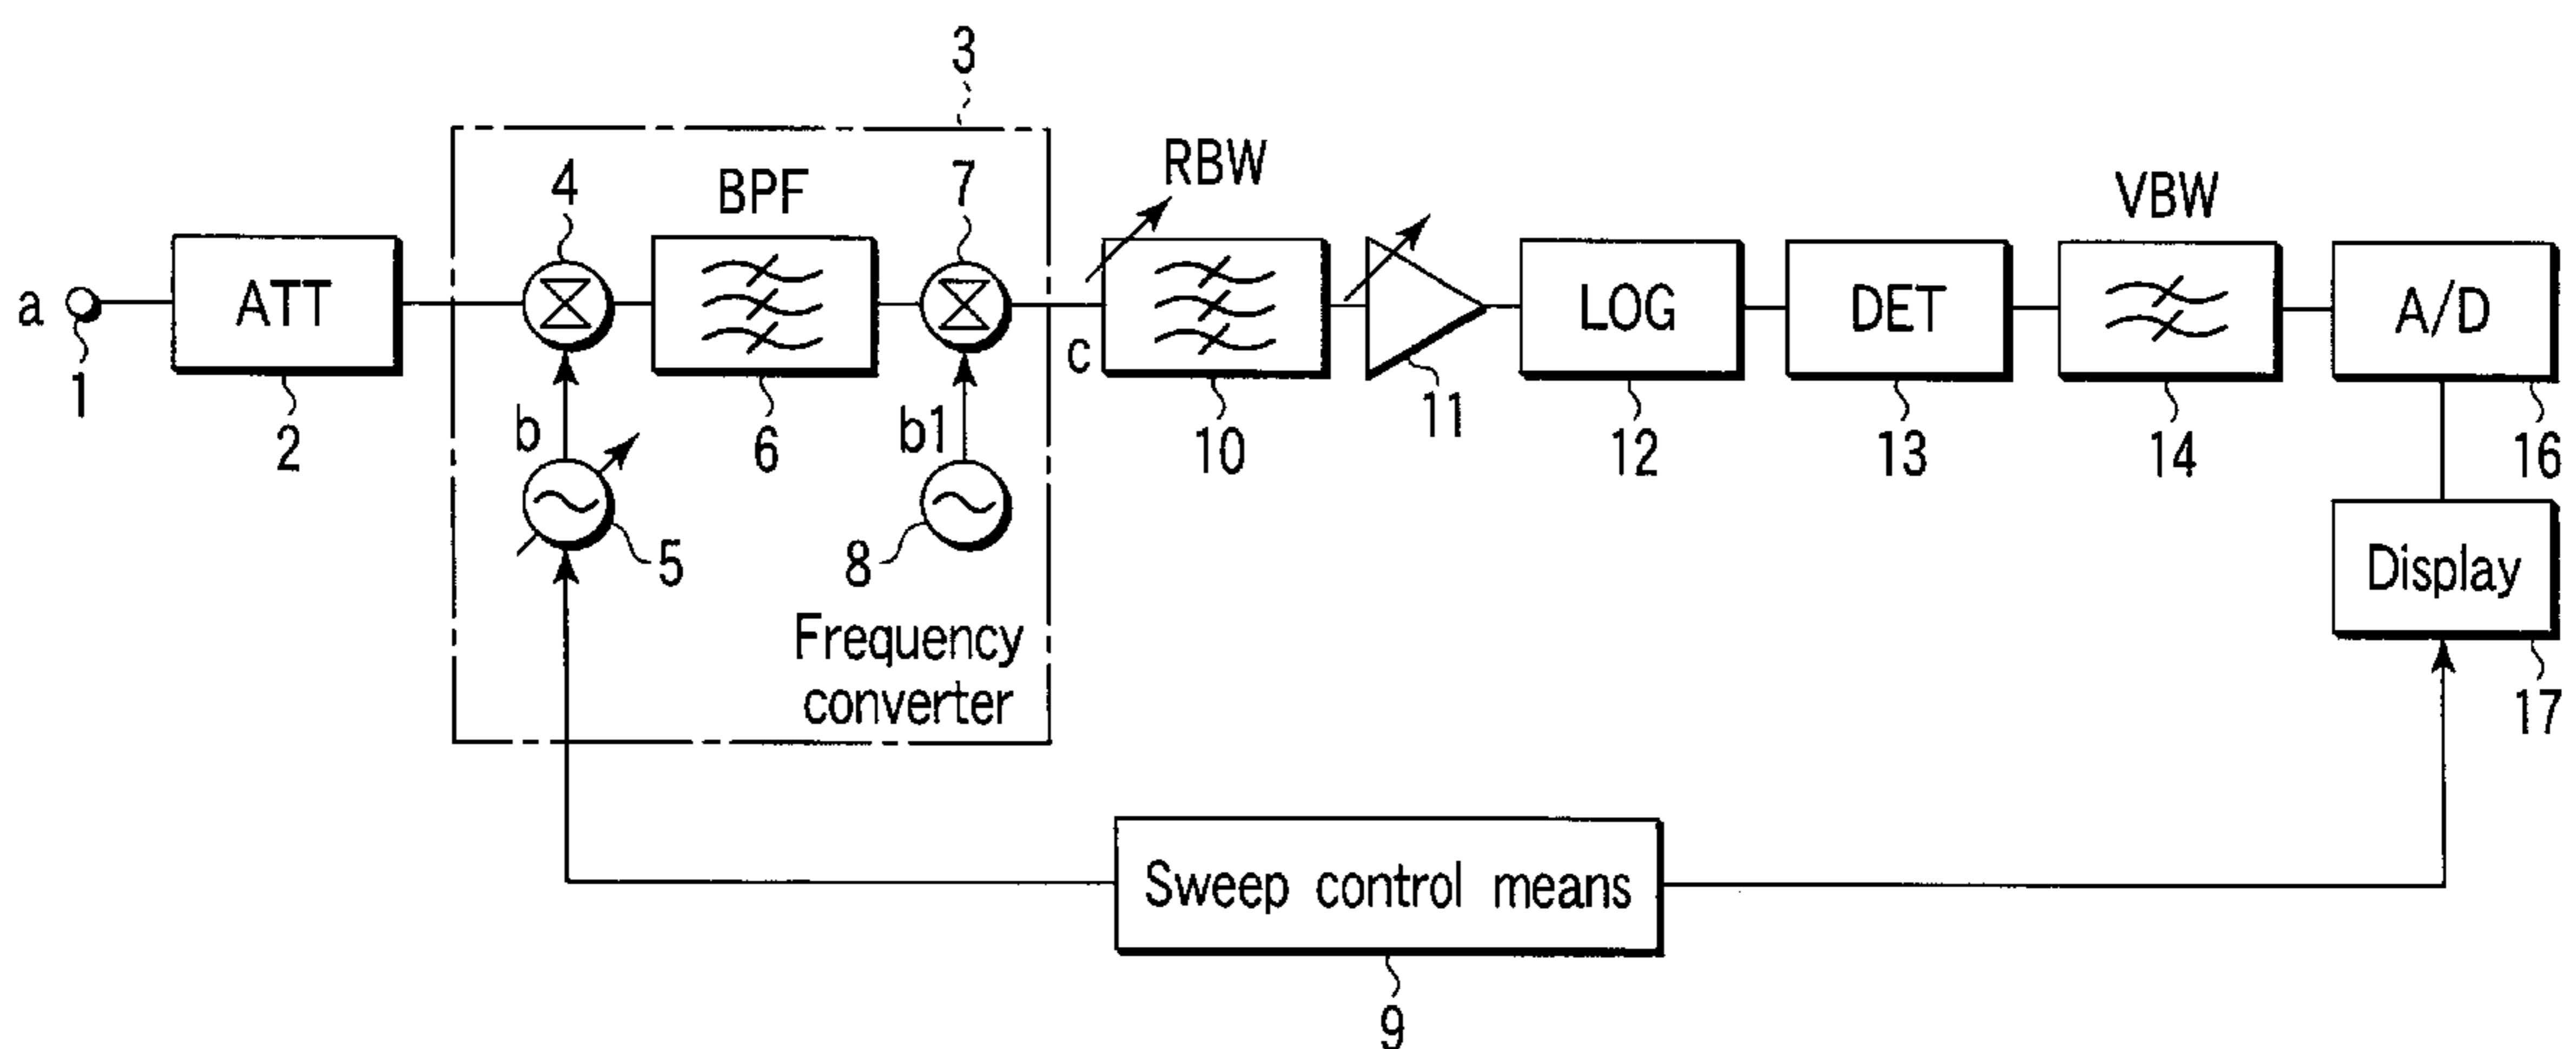 3
RBW
4
BPF
7
VBW
a
ATT
LOG
DET
A/D
c
1
2
b
6
b1
10
11
12
13
14
16
5
8
Display
Frequency
converter
17
Sweep control means
9